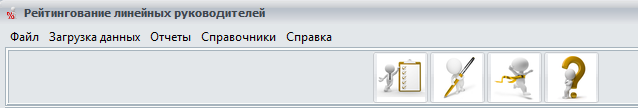 Рейтингование линейных руководителей
Файл Загрузка данных Отчеты Справочники Справка